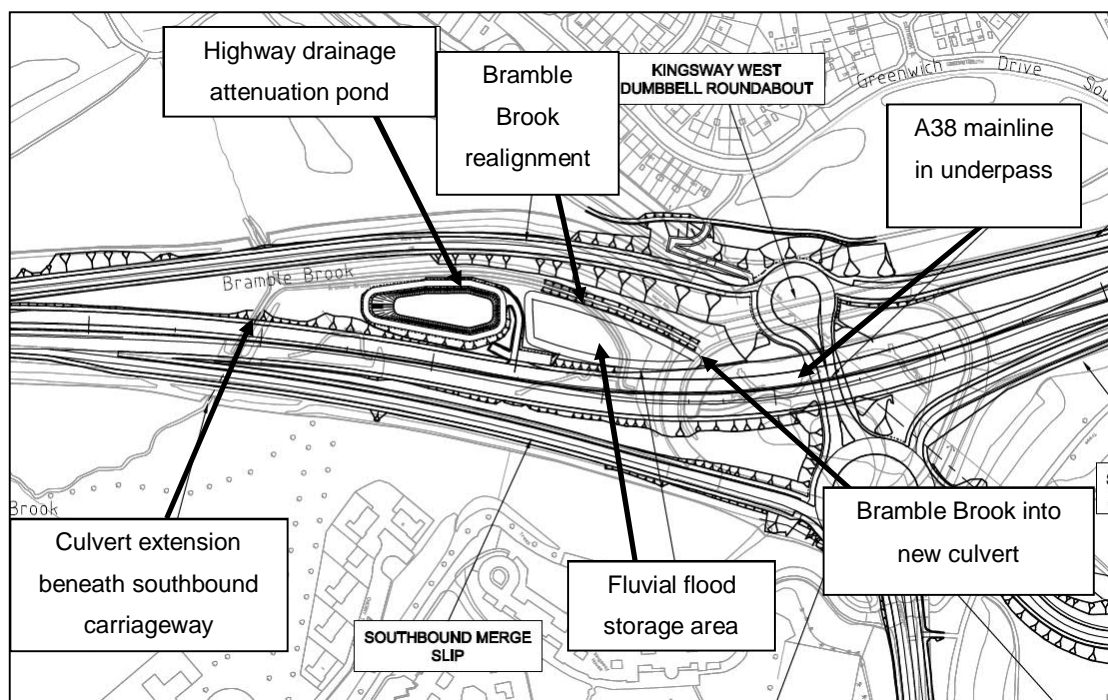 Highway drainage
attenuation pond
Bramble
Brook
realignment
KINGSWAY WEST
DUMBBELL ROUNDABOUT
Greenwich Drive Sou
A38 mainline
in underpass
Bramble Brook
Brook
Culvert extension
beneath southbound
carriageway
SOUTHBOUND MERGE
SLIP
Fluvial flood
storage area
Bramble Brook into
new culvert
S